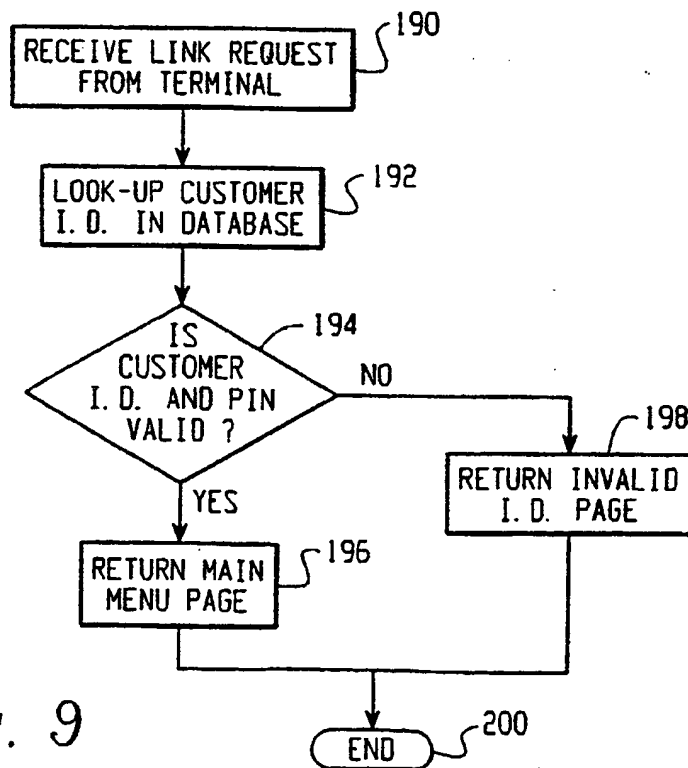 190
RECEIVE LINK REQUEST
FROM TERMINAL
192
LOOK-UP CUSTOMER
I.D. IN DATABASE
194
IS
CUSTOMER
I.D. AND PIN
VALID ?
NO
YES
198
RETURN INVALID
I.D. PAGE
196
RETURN MAIN
MENU PAGE
200
END
. 9